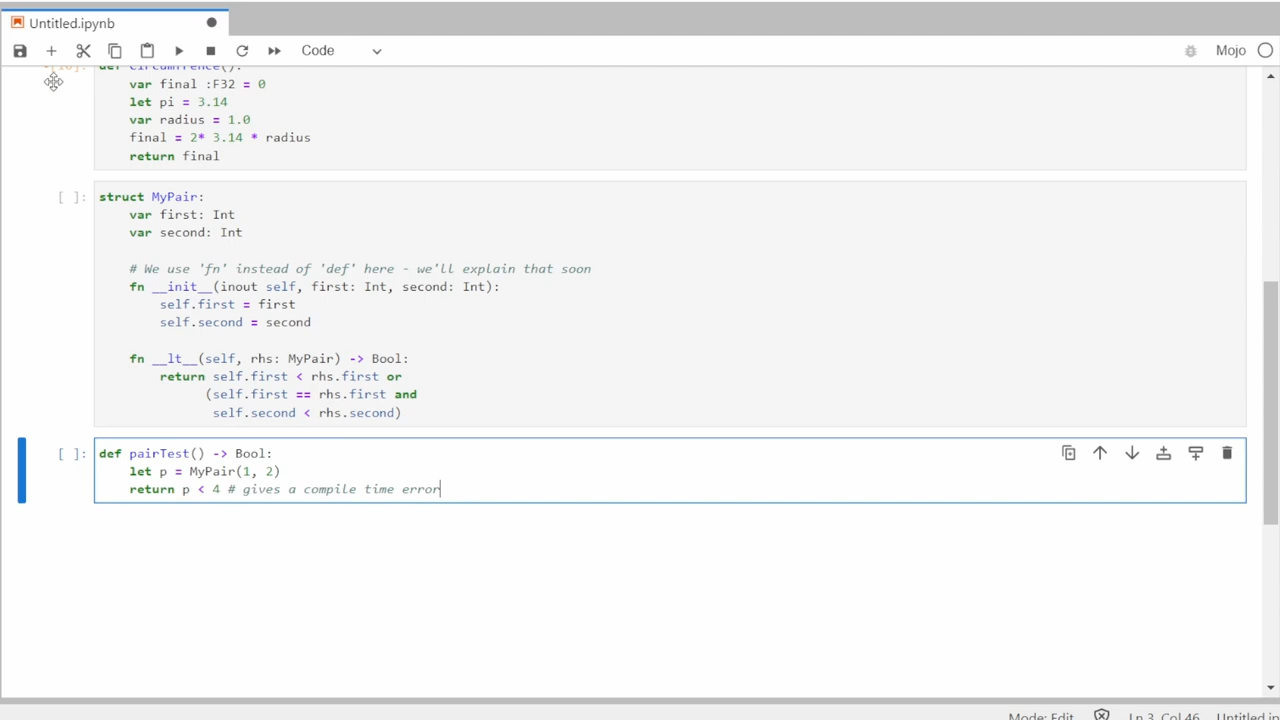 Untitled.ipynb
Code
Mojo
var final :F32 = 0
let pi = 3.14
var radius = 1.0
final = 2* 3.14 * radius
return final
[ ]:
struct MyPair:
var first: Int
var second: Int
# We use 'fn' instead of 'def' here - we'll explain that soon
fn __init__(inout self, first: Int, second: Int):
self.first = first
self.second = second
fn __lt__(self, rhs: MyPair) -> Bool:
return self.first < rhs.first or
(self.first == rhs.first and
self.second < rhs.second)
[ ]:
def pairTest() -> Bool:
let p = MyPair(1, 2)
return p < 4 # gives a compile time error
Mode: Edit
Ln 3, Col 46